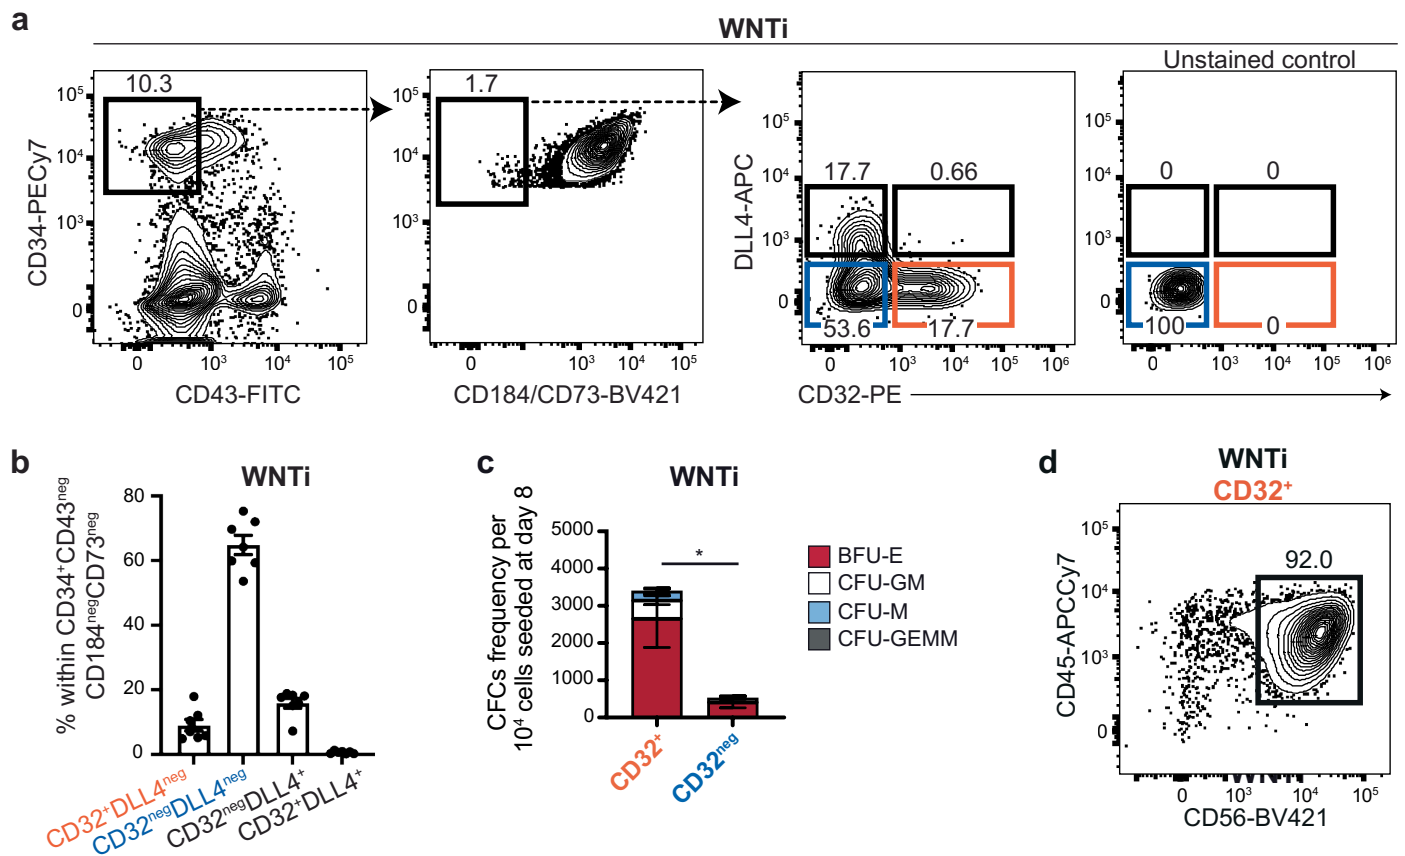 a
WNTi
Unstained control
10.3
1.7
17.7
0.66
53.6
17.7
0
0
100
0
CD34-PECy7
10⁵
10⁴
10³
0
0
10³
10⁴
10⁵
CD43-FITC
10⁵
10⁴
10³
0
0
10³
10⁴
10⁵
CD184/CD73-BV421
DLL4-APC
10⁵
10⁴
10³
0
0
10³
10⁴
10⁵
10⁶
CD32-PE
10⁵
10⁴
10³
0
0
10³
10⁴
10⁵
10⁶
b
WNTi
% within CD34⁺CD43ⁿᵉᵍ
CD184ⁿᵉᵍCD73ⁿᵉᵍ
80
60
40
20
0
CD32⁺DLL4ⁿᵉᵍ
CD32ⁿᵉᵍDLL4ⁿᵉᵍ
CD32ⁿᵉᵍDLL4⁺
CD32⁺DLL4⁺
c
WNTi
CFCs frequency per
10⁴ cells seeded at day 8
5000
4000
3000
2000
1000
0
*
CD32⁺
CD32ⁿᵉᵍ
BFU-E
CFU-GM
CFU-M
CFU-GEMM
d
WNTi
CD32⁺
92.0
CD45-APCCy7
10⁵
10⁴
10³
0
WNTi
0
10³
10⁴
10⁵
CD56-BV421